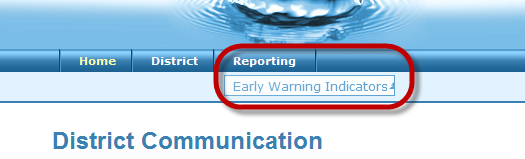 Home District Reporting
Early Warning Indicators
District Communication